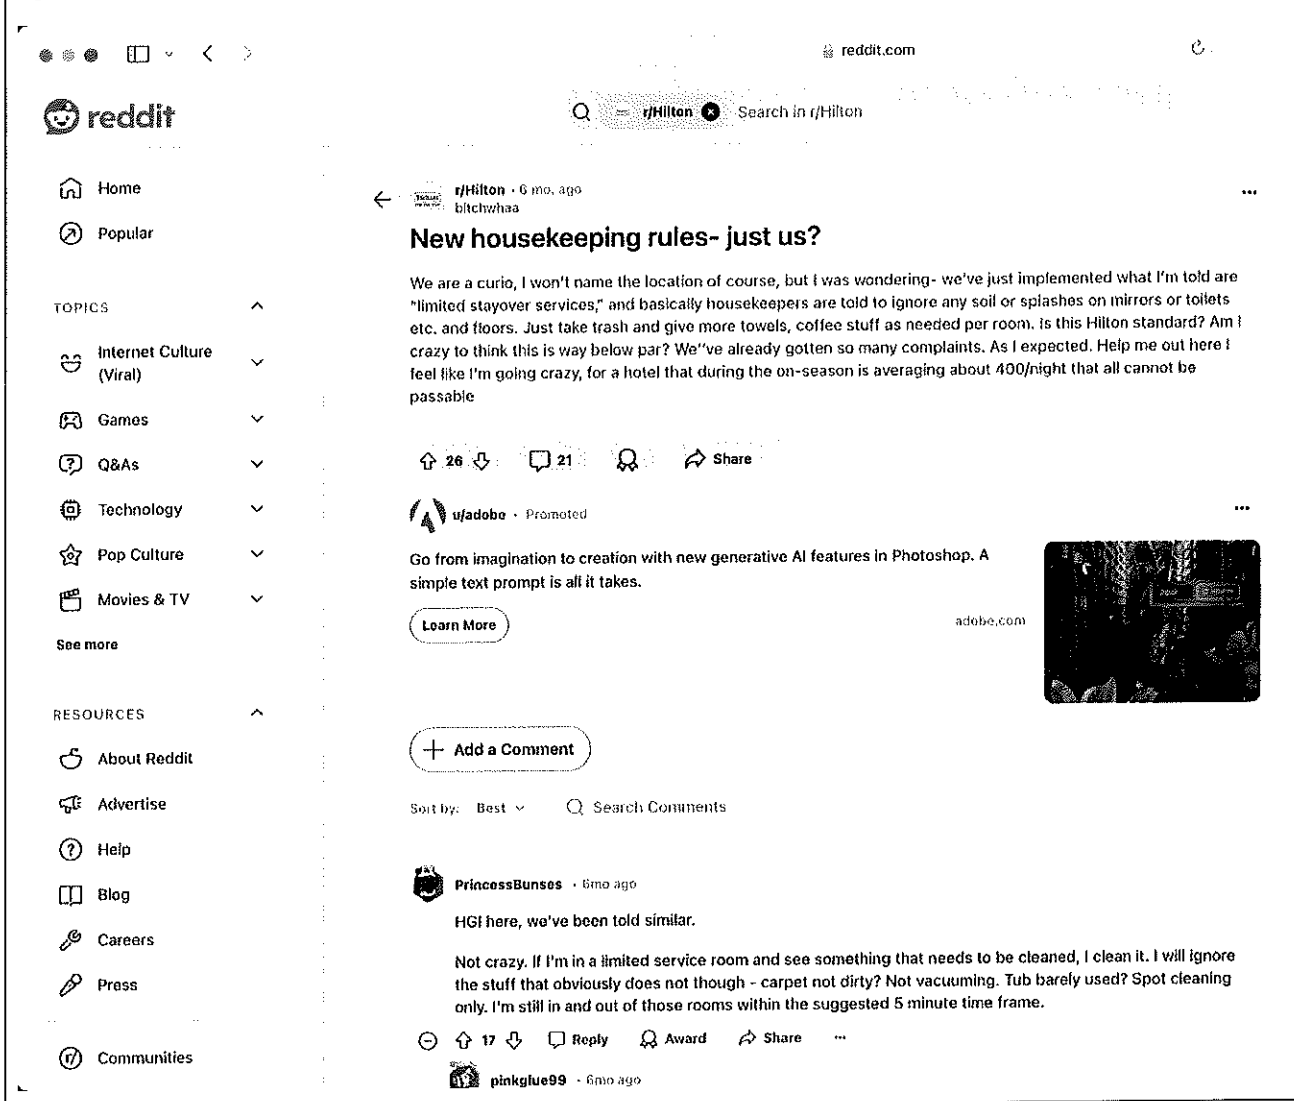 reddit.com
reddit
r/Hilton
Search in r/Hilton
Home
Popular
TOPICS
Internet Culture
(Viral)
Games
Q&As
Technology
Pop Culture
Movies & TV
See more
RESOURCES
About Reddit
Advertise
Help
Blog
Careers
Press
Communities
r/Hilton · 6 mo. ago
bitchwhaa
New housekeeping rules- just us?
We are a curio, I won't name the location of course, but I was wondering- we've just implemented what I'm told are
"limited stayover services," and basically housekeepers are told to ignore any soil or splashes on mirrors or toilets
etc. and floors. Just take trash and give more towels, coffee stuff as needed per room. Is this Hilton standard? Am I
crazy to think this is way below par? We''ve already gotten so many complaints. As I expected. Help me out here I
feel like I'm going crazy, for a hotel that during the on-season is averaging about 400/night that all cannot be
passable
26
21
Share
u/adobe · Promoted
Go from imagination to creation with new generative AI features in Photoshop. A
simple text prompt is all it takes.
Learn More
adobe.com
Add a Comment
Sort by: Best
Search Comments
PrincessBunses · 6mo ago
HGI here, we've been told similar.
Not crazy. If I'm in a limited service room and see something that needs to be cleaned, I clean it. I will ignore
the stuff that obviously does not though - carpet not dirty? Not vacuuming. Tub barely used? Spot cleaning
only. I'm still in and out of those rooms within the suggested 5 minute time frame.
17
Reply
Award
Share
pinkglue99 · 6mo ago